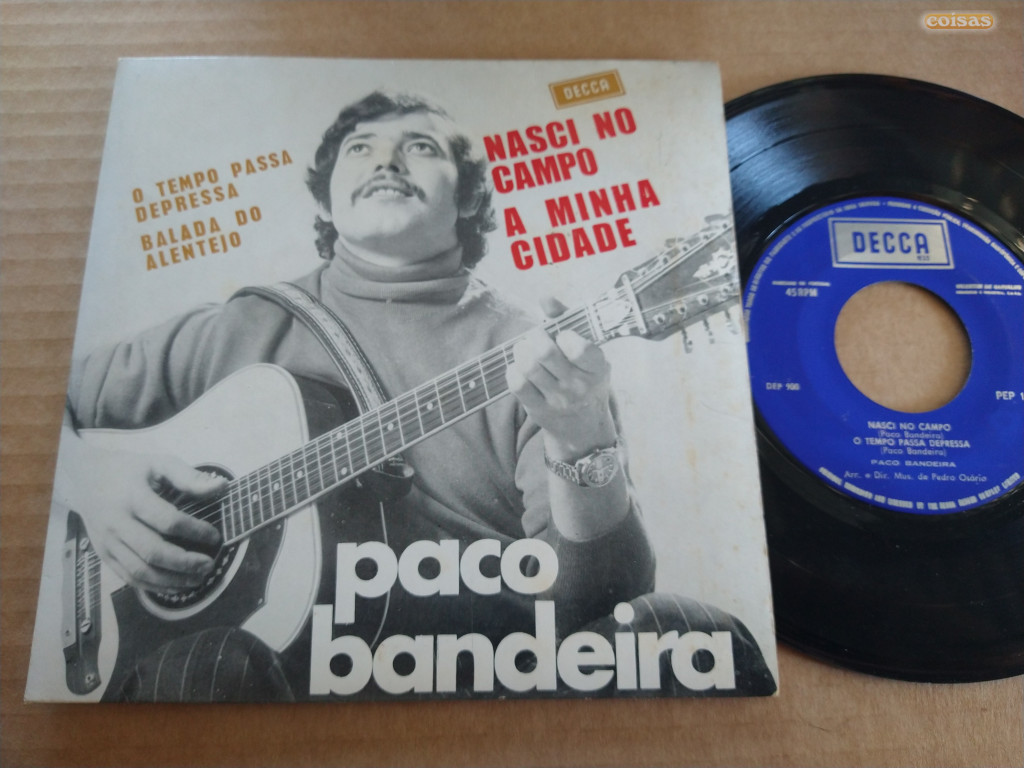 coisas
DECCA
NASCI NO
CAMPO
A MINHA
CIDADE
O TEMPO PASSA
DEPRESSA
BALADA DO
ALENTEJO
paco
bandeira
DECCA
45 RPM
DEP 100
PEP 1
NASCI NO CAMPO
(Paco Bandeira)
O TEMPO PASSA DEPRESSA
(Paco Bandeira)
PACO BANDEIRA
Arr. e Dir. Mus. de Pedro Osório